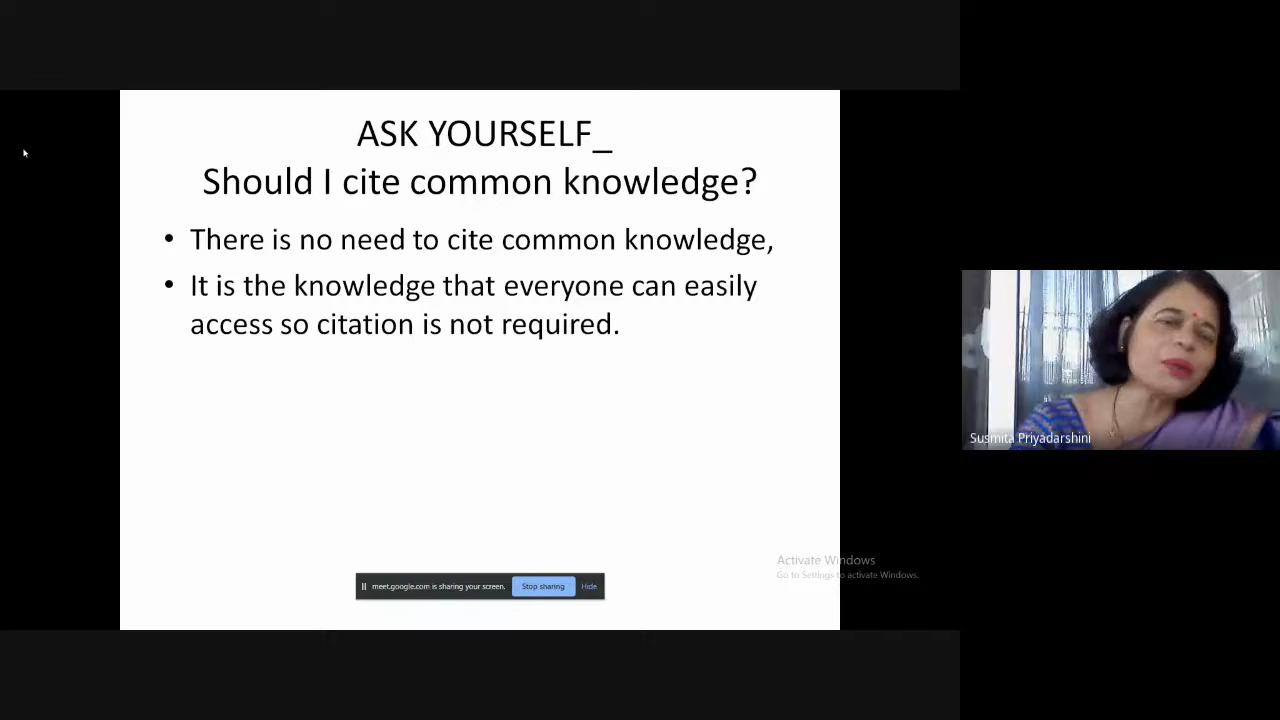 ASK YOURSELF_
Should I cite common knowledge?
• There is no need to cite common knowledge,
• It is the knowledge that everyone can easily
access so citation is not required.
Susmita Priyadarshini
Activate Windows
Go to Settings to activate Windows.
meet.google.com is sharing your screen.
Stop sharing
Hide